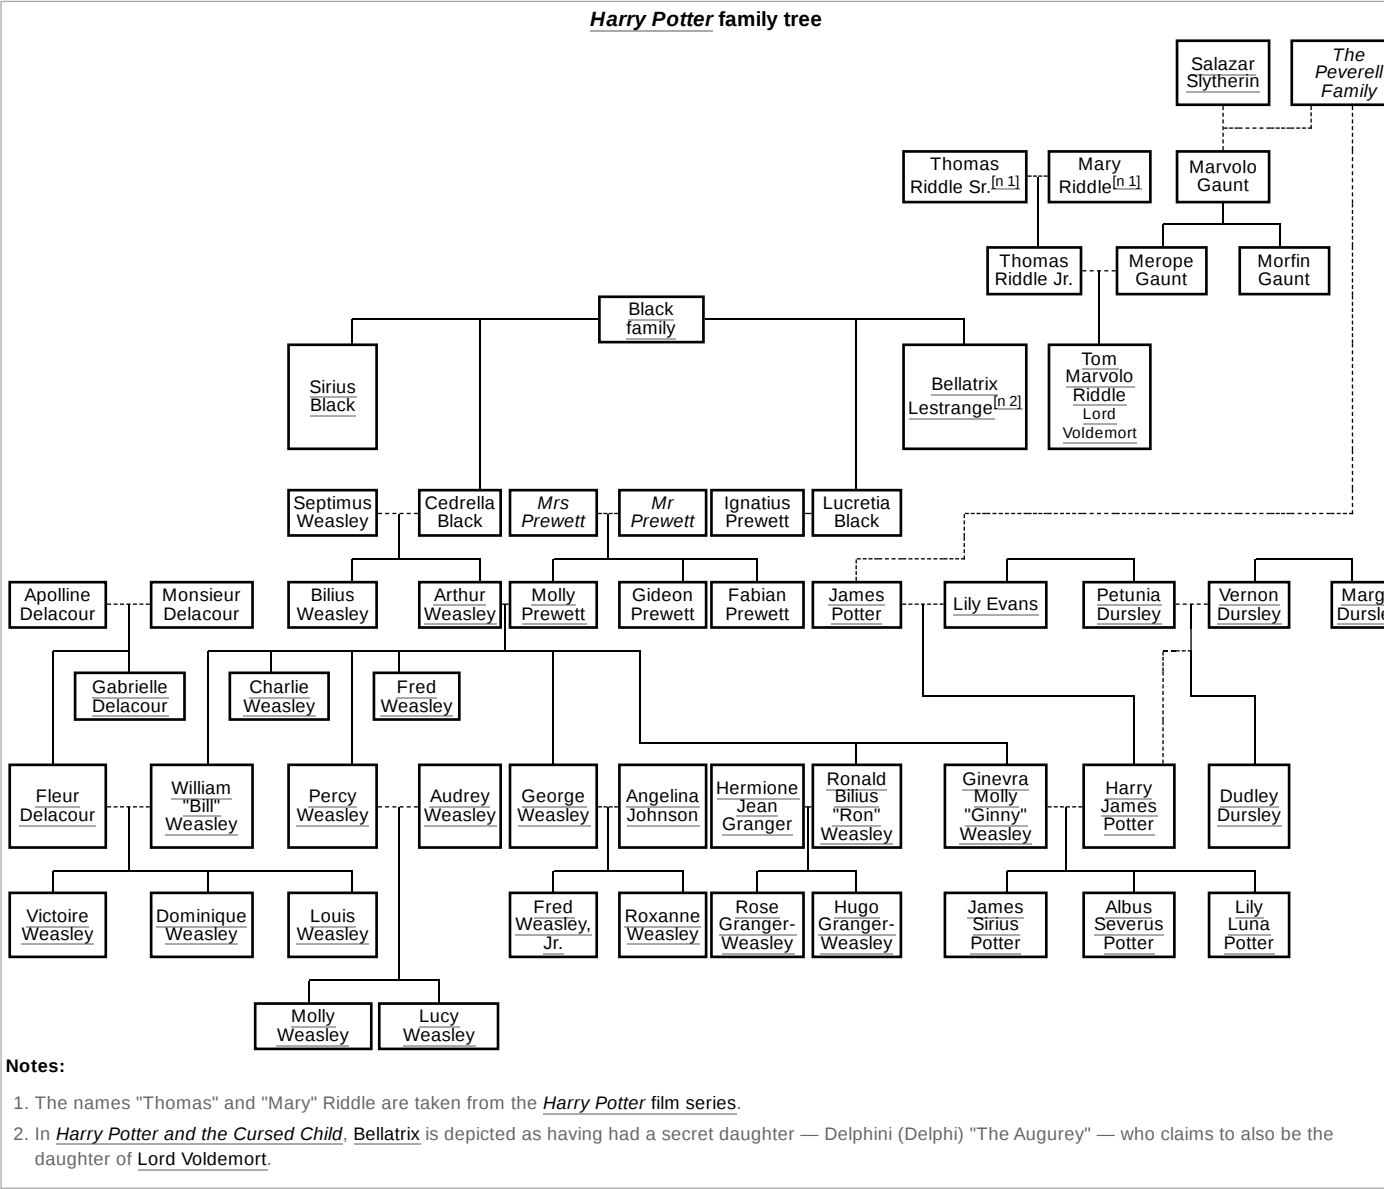 Harry Potter family tree
Salazar
Slytherin
The
Peverell
Family
Thomas
Riddle Sr.[n 1]
Mary
Riddle[n 1]
Marvolo
Gaunt
Thomas
Riddle Jr.
Merope
Gaunt
Morfin
Gaunt
Black
family
Sirius
Black
Bellatrix
Lestrange[n 2]
Tom
Marvolo
Riddle
Lord
Voldemort
Septimus
Weasley
Cedrella
Black
Mrs
Prewett
Mr
Prewett
Ignatius
Prewett
Lucretia
Black
Apolline
Delacour
Monsieur
Delacour
Bilius
Weasley
Arthur
Weasley
Molly
Prewett
Gideon
Prewett
Fabian
Prewett
James
Potter
Lily Evans
Petunia
Dursley
Vernon
Dursley
Marg
Dursle
Gabrielle
Delacour
Charlie
Weasley
Fred
Weasley
Fleur
Delacour
William
"Bill"
Weasley
Percy
Weasley
Audrey
Weasley
George
Weasley
Angelina
Johnson
Hermione
Jean
Granger
Ronald
Bilius
"Ron"
Weasley
Ginevra
Molly
"Ginny"
Weasley
Harry
James
Potter
Dudley
Dursley
Victoire
Weasley
Dominique
Weasley
Louis
Weasley
Fred
Weasley,
Jr.
Roxanne
Weasley
Rose
Granger-
Weasley
Hugo
Granger-
Weasley
James
Sirius
Potter
Albus
Severus
Potter
Lily
Luna
Potter
Molly
Weasley
Lucy
Weasley
Notes:
1. The names "Thomas" and "Mary" Riddle are taken from the Harry Potter film series.
2. In Harry Potter and the Cursed Child, Bellatrix is depicted as having had a secret daughter — Delphini (Delphi) "The Augurey" — who claims to also be the
daughter of Lord Voldemort.